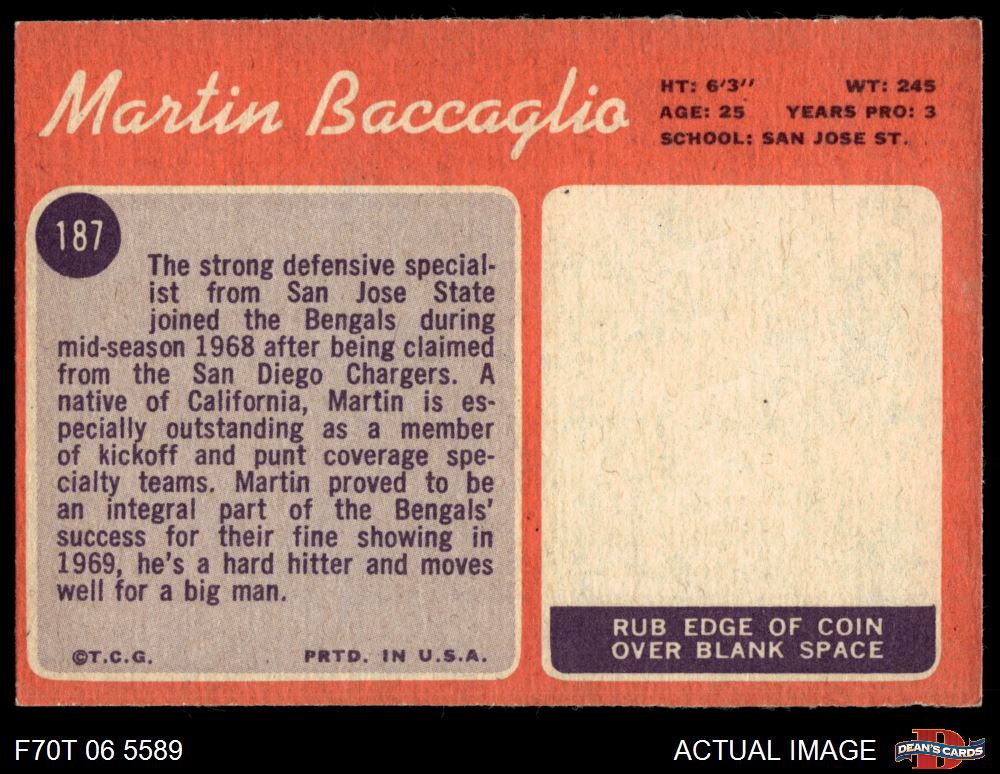 Martin Baccaglio
HT: 6'3'' WT: 245
AGE: 25 YEARS PRO: 3
SCHOOL: SAN JOSE ST.
187
The strong defensive special-
ist from San Jose State
joined the Bengals during
mid-season 1968 after being claimed
from the San Diego Chargers. A
native of California, Martin is es-
pecially outstanding as a member
of kickoff and punt coverage spe-
cialty teams. Martin proved to be
an integral part of the Bengals'
success for their fine showing in
1969, he's a hard hitter and moves
well for a big man.
©T.C.G. PRTD. IN U.S.A.
RUB EDGE OF COIN
OVER BLANK SPACE
F70T 06 5589
ACTUAL IMAGE
D
DEAN'S CARDS